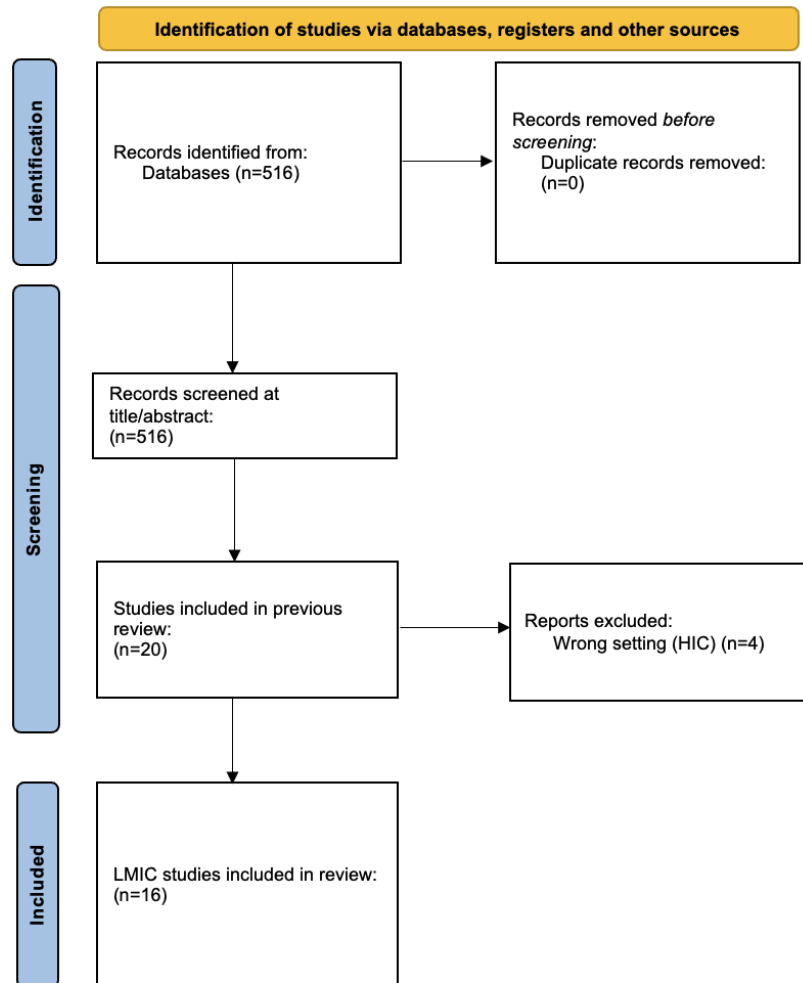 Identification of studies via databases, registers and other sources
Identification
Records identified from:
Databases (n=516)
Records removed before
screening:
Duplicate records removed:
(n=0)
Screening
Records screened at
title/abstract:
(n=516)
Studies included in previous
review:
(n=20)
Reports excluded:
Wrong setting (HIC) (n=4)
Included
LMIC studies included in review:
(n=16)